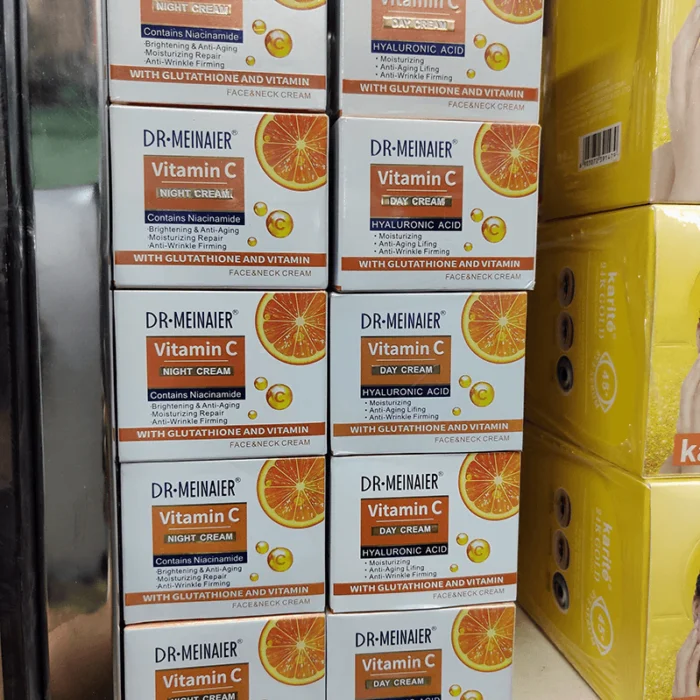 NIGHT CREAM
Contains Niacinamide
·Brightening & Anti-Aging
·Moisturizing Repair
·Anti-Wrinkle Firming
WITH GLUTATHIONE AND VITAMIN
FACE&NECK CREAM
Vitamin C
DAY CREAM
HYALURONIC ACID
• Moisturizing
• Anti-Aging Lifing
• Anti-Wrinkle Firming
WITH GLUTATHIONE AND VITAMIN
FACE&NECK CREAM
DR·MEINAIER®
Vitamin C
NIGHT CREAM
Contains Niacinamide
·Brightening & Anti-Aging
·Moisturizing Repair
·Anti-Wrinkle Firming
C
WITH GLUTATHIONE AND VITAMIN
FACE&NECK CREAM
DR·MEINAIER®
Vitamin C
DAY CREAM
HYALURONIC ACID
• Moisturizing
• Anti-Aging Lifing
• Anti-Wrinkle Firming
C
WITH GLUTATHIONE AND VITAMIN
FACE&NECK CREAM
DR·MEINAIER®
Vitamin C
NIGHT CREAM
Contains Niacinamide
·Brightening & Anti-Aging
·Moisturizing Repair
·Anti-Wrinkle Firming
C
WITH GLUTATHIONE AND VITAMIN
FACE&NECK CREAM
DR·MEINAIER®
Vitamin C
DAY CREAM
HYALURONIC ACID
• Moisturizing
• Anti-Aging Lifing
• Anti-Wrinkle Firming
C
WITH GLUTATHIONE AND VITAMIN
FACE&NECK CREAM
DR·MEINAIER®
Vitamin C
NIGHT CREAM
Contains Niacinamide
·Brightening & Anti-Aging
·Moisturizing Repair
·Anti-Wrinkle Firming
C
WITH GLUTATHIONE AND VITAMIN
FACE&NECK CREAM
DR·MEINAIER®
Vitamin C
DAY CREAM
HYALURONIC ACID
• Moisturizing
• Anti-Aging Lifing
• Anti-Wrinkle Firming
C
WITH GLUTATHIONE AND VITAMIN
FACE&NECK CREAM
DR·MEINAIER®
Vitamin C
NIGHT CREAM
DR·MEINAIER®
Vitamin C
DAY CREAM
HYALURONIC ACID
karité
48
karité
48